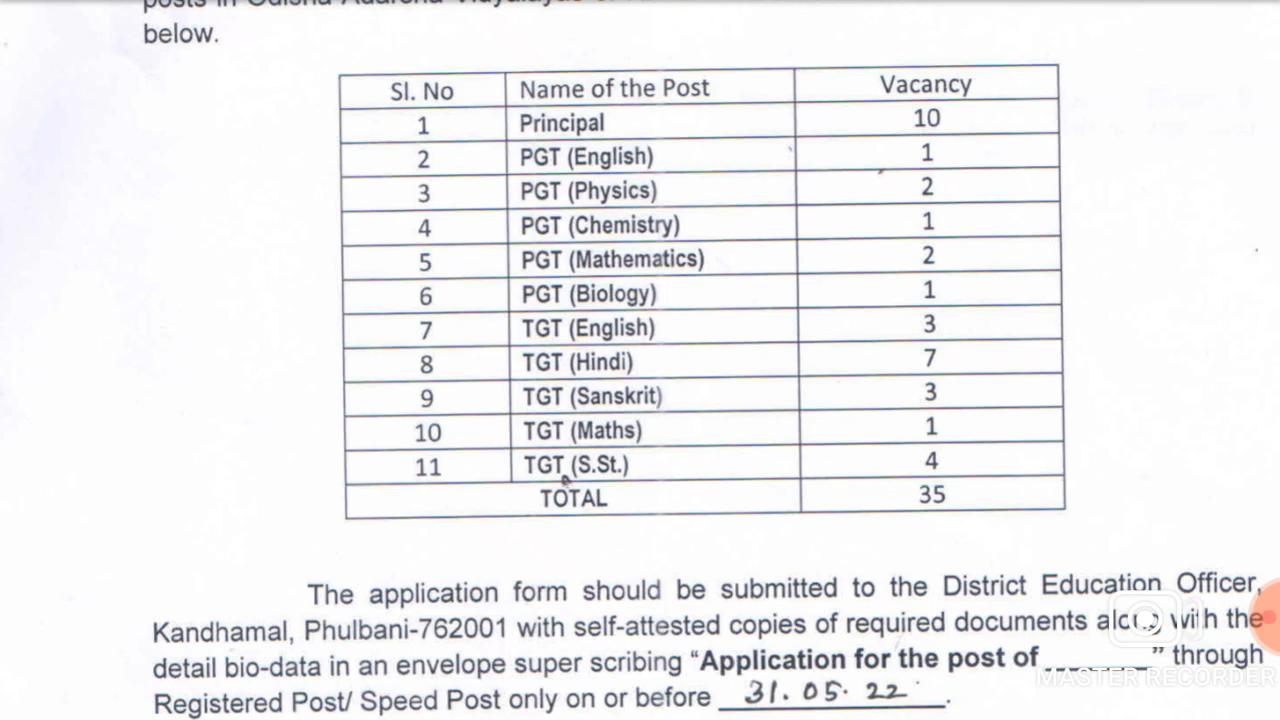 below.
Sl. No Name of the Post Vacancy
1 Principal 10
2 PGT (English) 1
3 PGT (Physics) 2
4 PGT (Chemistry) 1
5 PGT (Mathematics) 2
6 PGT (Biology) 1
7 TGT (English) 3
8 TGT (Hindi) 7
9 TGT (Sanskrit) 3
10 TGT (Maths) 1
11 TGT (S.St.) 4
TOTAL 35
The application form should be submitted to the District Education Officer,
Kandhamal, Phulbani-762001 with self-attested copies of required documents along with the
detail bio-data in an envelope super scribing “Application for the post of ______” through
Registered Post/ Speed Post only on or before 31.05.22.
MASTER RECORDER